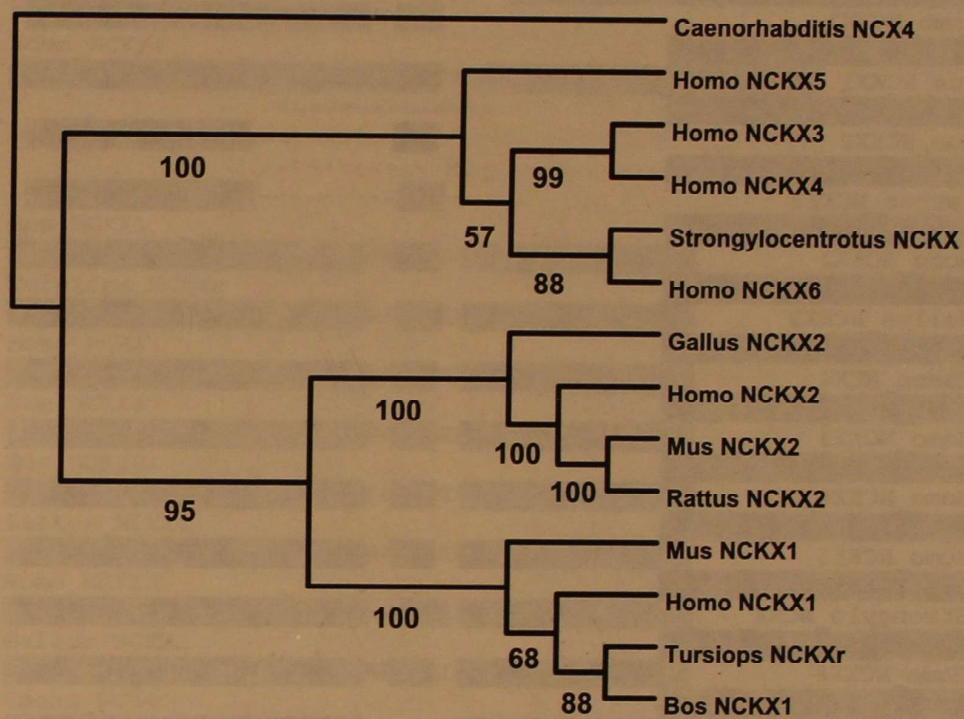 Caenorhabditis NCX4
Homo NCKX5
100
Homo NCKX3
99
Homo NCKX4
57
Strongylocentrotus NCKX
88
Homo NCKX6
Gallus NCKX2
100
Homo NCKX2
100
Mus NCKX2
100
Rattus NCKX2
95
Mus NCKX1
100
Homo NCKX1
68
Tursiops NCKXr
88
Bos NCKX1